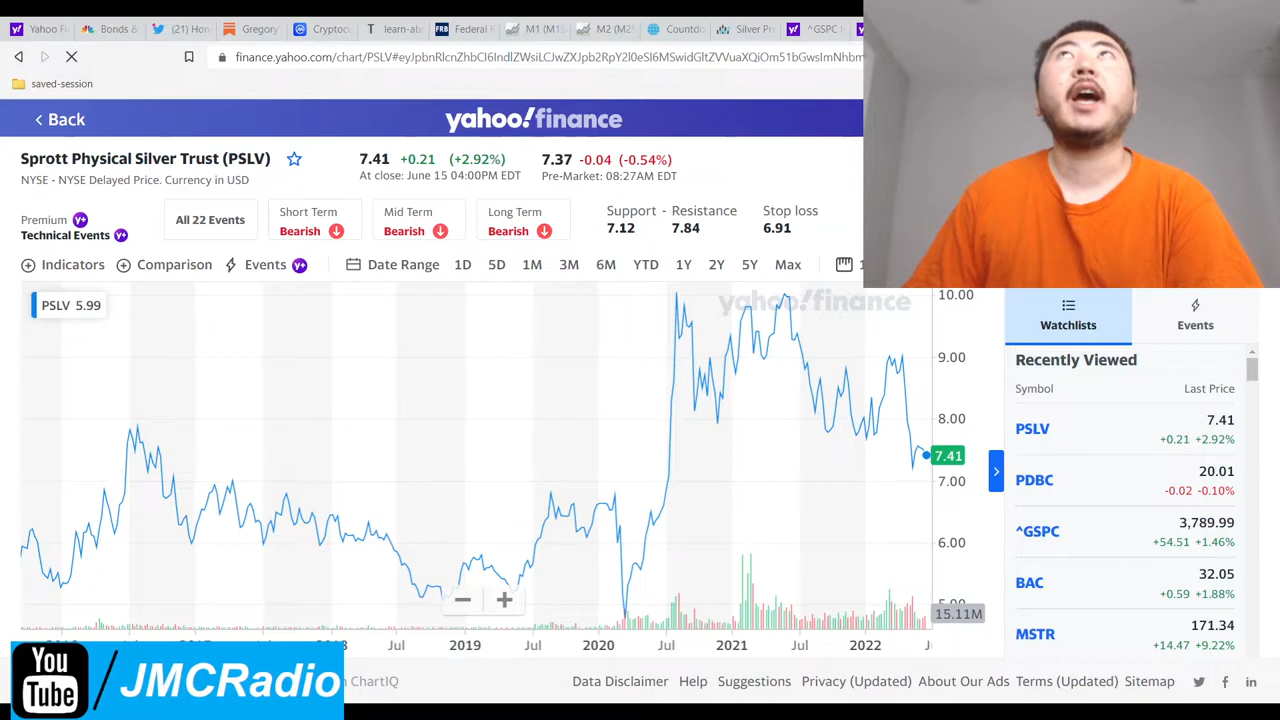 Yahoo Fi
Bonds &
(21) Hon
Gregory
Cryptoc
learn-ab
Federal R
M1 (M1S
M2 (M2S
Countdo
Silver Pr
^GSPC
saved-session
Back
yahoo!finance
Sprott Physical Silver Trust (PSLV)
7.41 +0.21 (+2.92%)
7.37 -0.04 (-0.54%)
NYSE - NYSE Delayed Price. Currency in USD
At close: June 15 04:00PM EDT
Pre-Market: 08:27AM EDT
Premium Y+
Technical Events Y+
All 22 Events
Short Term
Bearish
Mid Term
Bearish
Long Term
Bearish
Support - Resistance
7.12 7.84
Stop loss
6.91
Indicators
Comparison
Events Y+
Date Range 1D 5D 1M 3M 6M YTD 1Y 2Y 5Y Max
PSLV 5.99
yahoo!finance
10.00
9.00
8.00
7.41
7.00
6.00
15.11M
Jul 2019 Jul 2020 Jul 2021 Jul 2022
Watchlists
Events
Recently Viewed
Symbol Last Price
PSLV 7.41
+0.21 +2.92%
PDBC 20.01
-0.02 -0.10%
^GSPC 3,789.99
+54.51 +1.46%
BAC 32.05
+0.59 +1.88%
MSTR 171.34
+14.47 +9.22%
You
Tube
/JMCRadio
ChartIQ
Data Disclaimer Help Suggestions Privacy (Updated) About Our Ads Terms (Updated) Sitemap